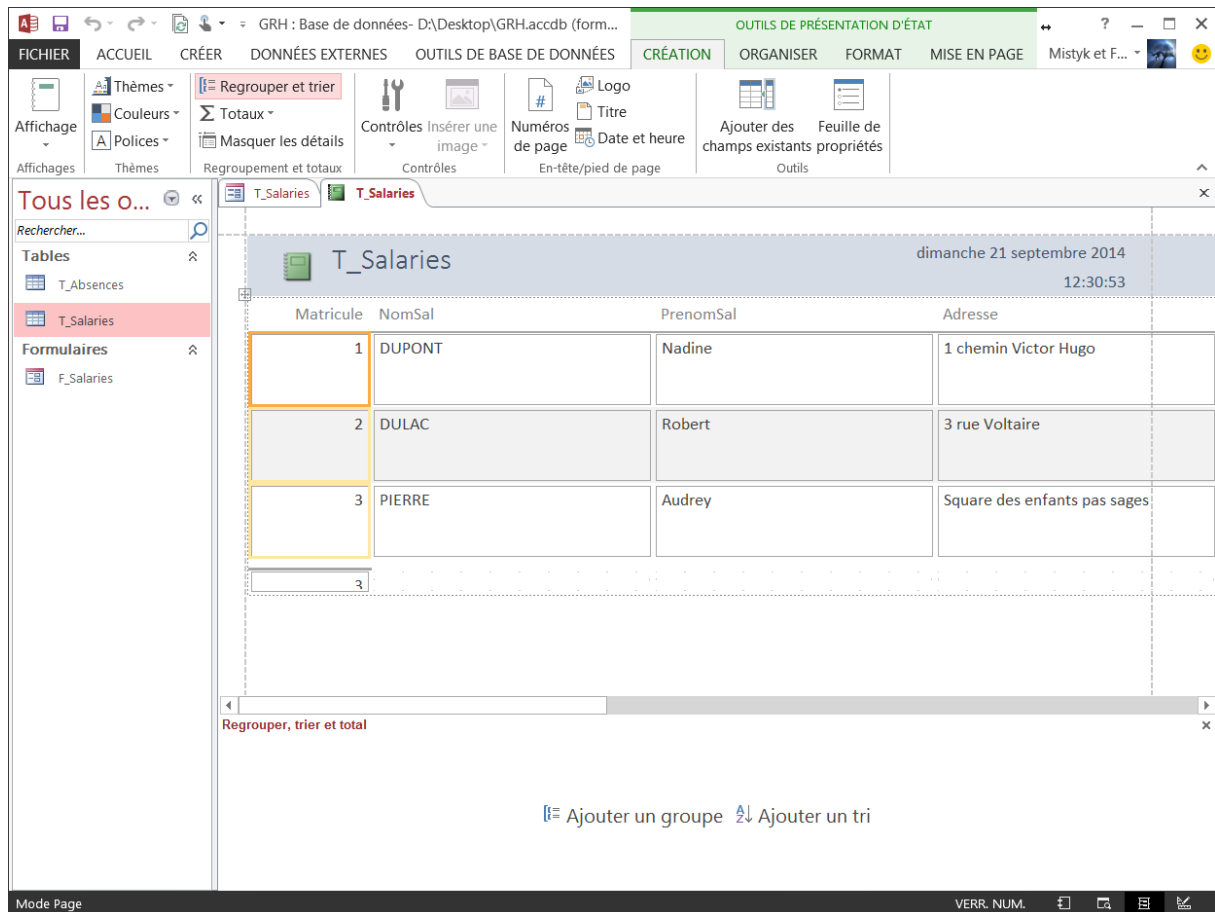 GRH : Base de données- D:\Desktop\GRH.accdb (form...
OUTILS DE PRÉSENTATION D'ÉTAT
?
FICHIER ACCUEIL CRÉER DONNÉES EXTERNES OUTILS DE BASE DE DONNÉES CRÉATION ORGANISER FORMAT MISE EN PAGE Mistyk et F...
Affichage
Thèmes
Couleurs
A Polices
Regrouper et trier
Σ Totaux
Masquer les détails
Contrôles
Insérer une
image
Numéros
de page
Logo
Titre
Date et heure
Ajouter des
champs existants
Feuille de
propriétés
Affichages Thèmes Regroupement et totaux Contrôles En-tête/pied de page Outils
Tous les o...
Rechercher...
Tables
T_Absences
T_Salaries
Formulaires
F_Salaries
T_Salaries T_Salaries
T_Salaries
dimanche 21 septembre 2014
12:30:53
Matricule NomSal PrenomSal Adresse
1 DUPONT Nadine 1 chemin Victor Hugo
2 DULAC Robert 3 rue Voltaire
3 PIERRE Audrey Square des enfants pas sages
3
Regrouper, trier et total
Ajouter un groupe Ajouter un tri
Mode Page
VERR. NUM.